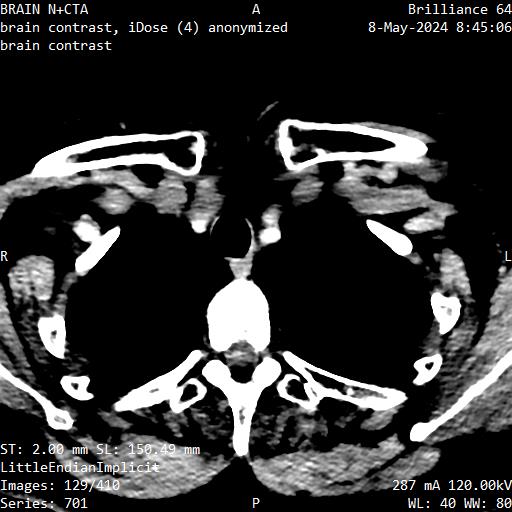 BRAIN N+CTA
brain contrast, iDose (4) anonymized
brain contrast
A
Brilliance 64
8-May-2024 8:45:06
R
L
ST: 2.00 mm SL: 150.49 mm
LittleEndianImplicit
Images: 129/410
Series: 701
P
287 mA 120.00kV
WL: 40 WW: 80